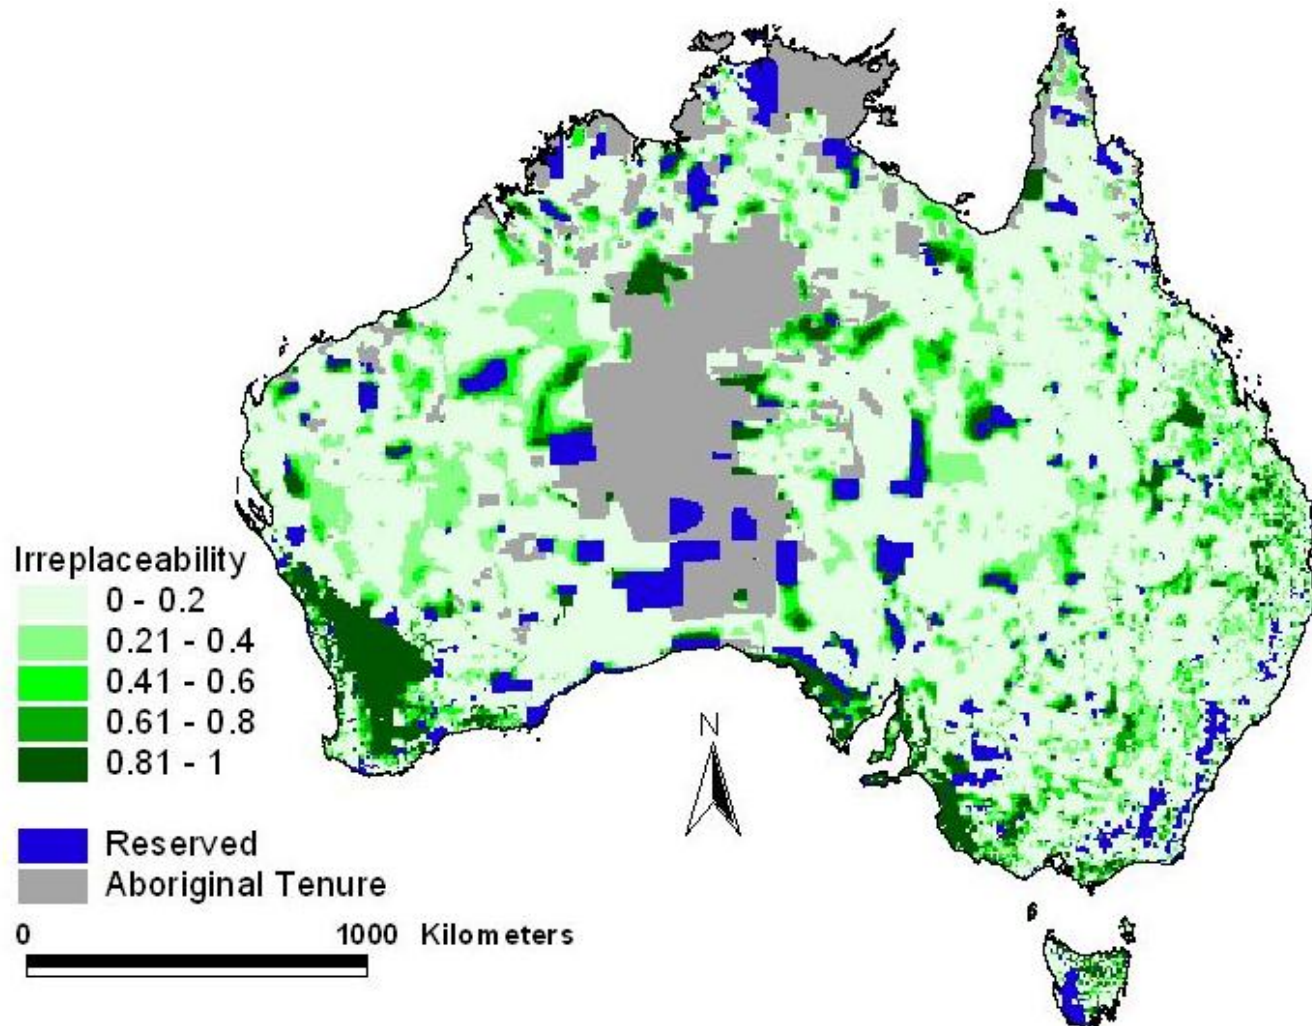 Irreplaceability
0 - 0.2
0.21 - 0.4
0.41 - 0.6
0.61 - 0.8
0.81 - 1
Reserved
Aboriginal Tenure
0 1000 Kilometers
N